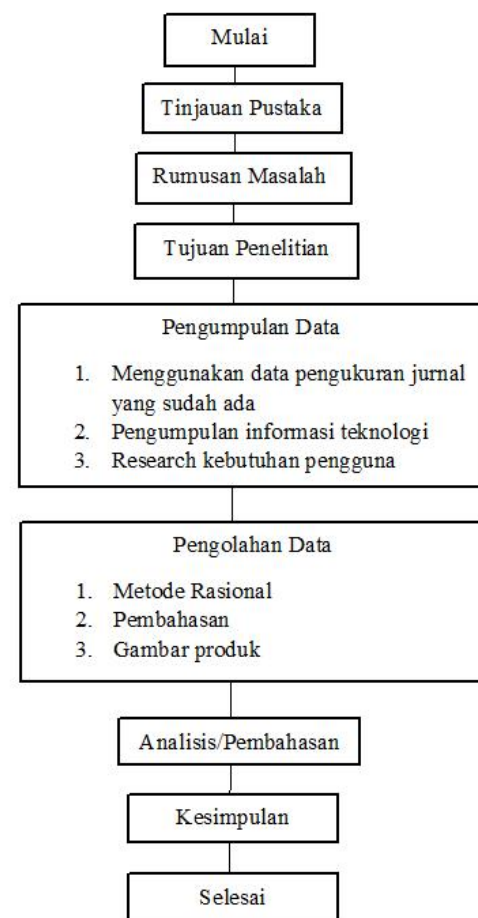 Mulai
Tinjauan Pustaka
Rumusan Masalah
Tujuan Penelitian
Pengumpulan Data
1. Menggunakan data pengukuran jurnal
yang sudah ada
2. Pengumpulan informasi teknologi
3. Research kebutuhan pengguna
Pengolahan Data
1. Metode Rasional
2. Pembahasan
3. Gambar produk
Analisis/Pembahasan
Kesimpulan
Selesai